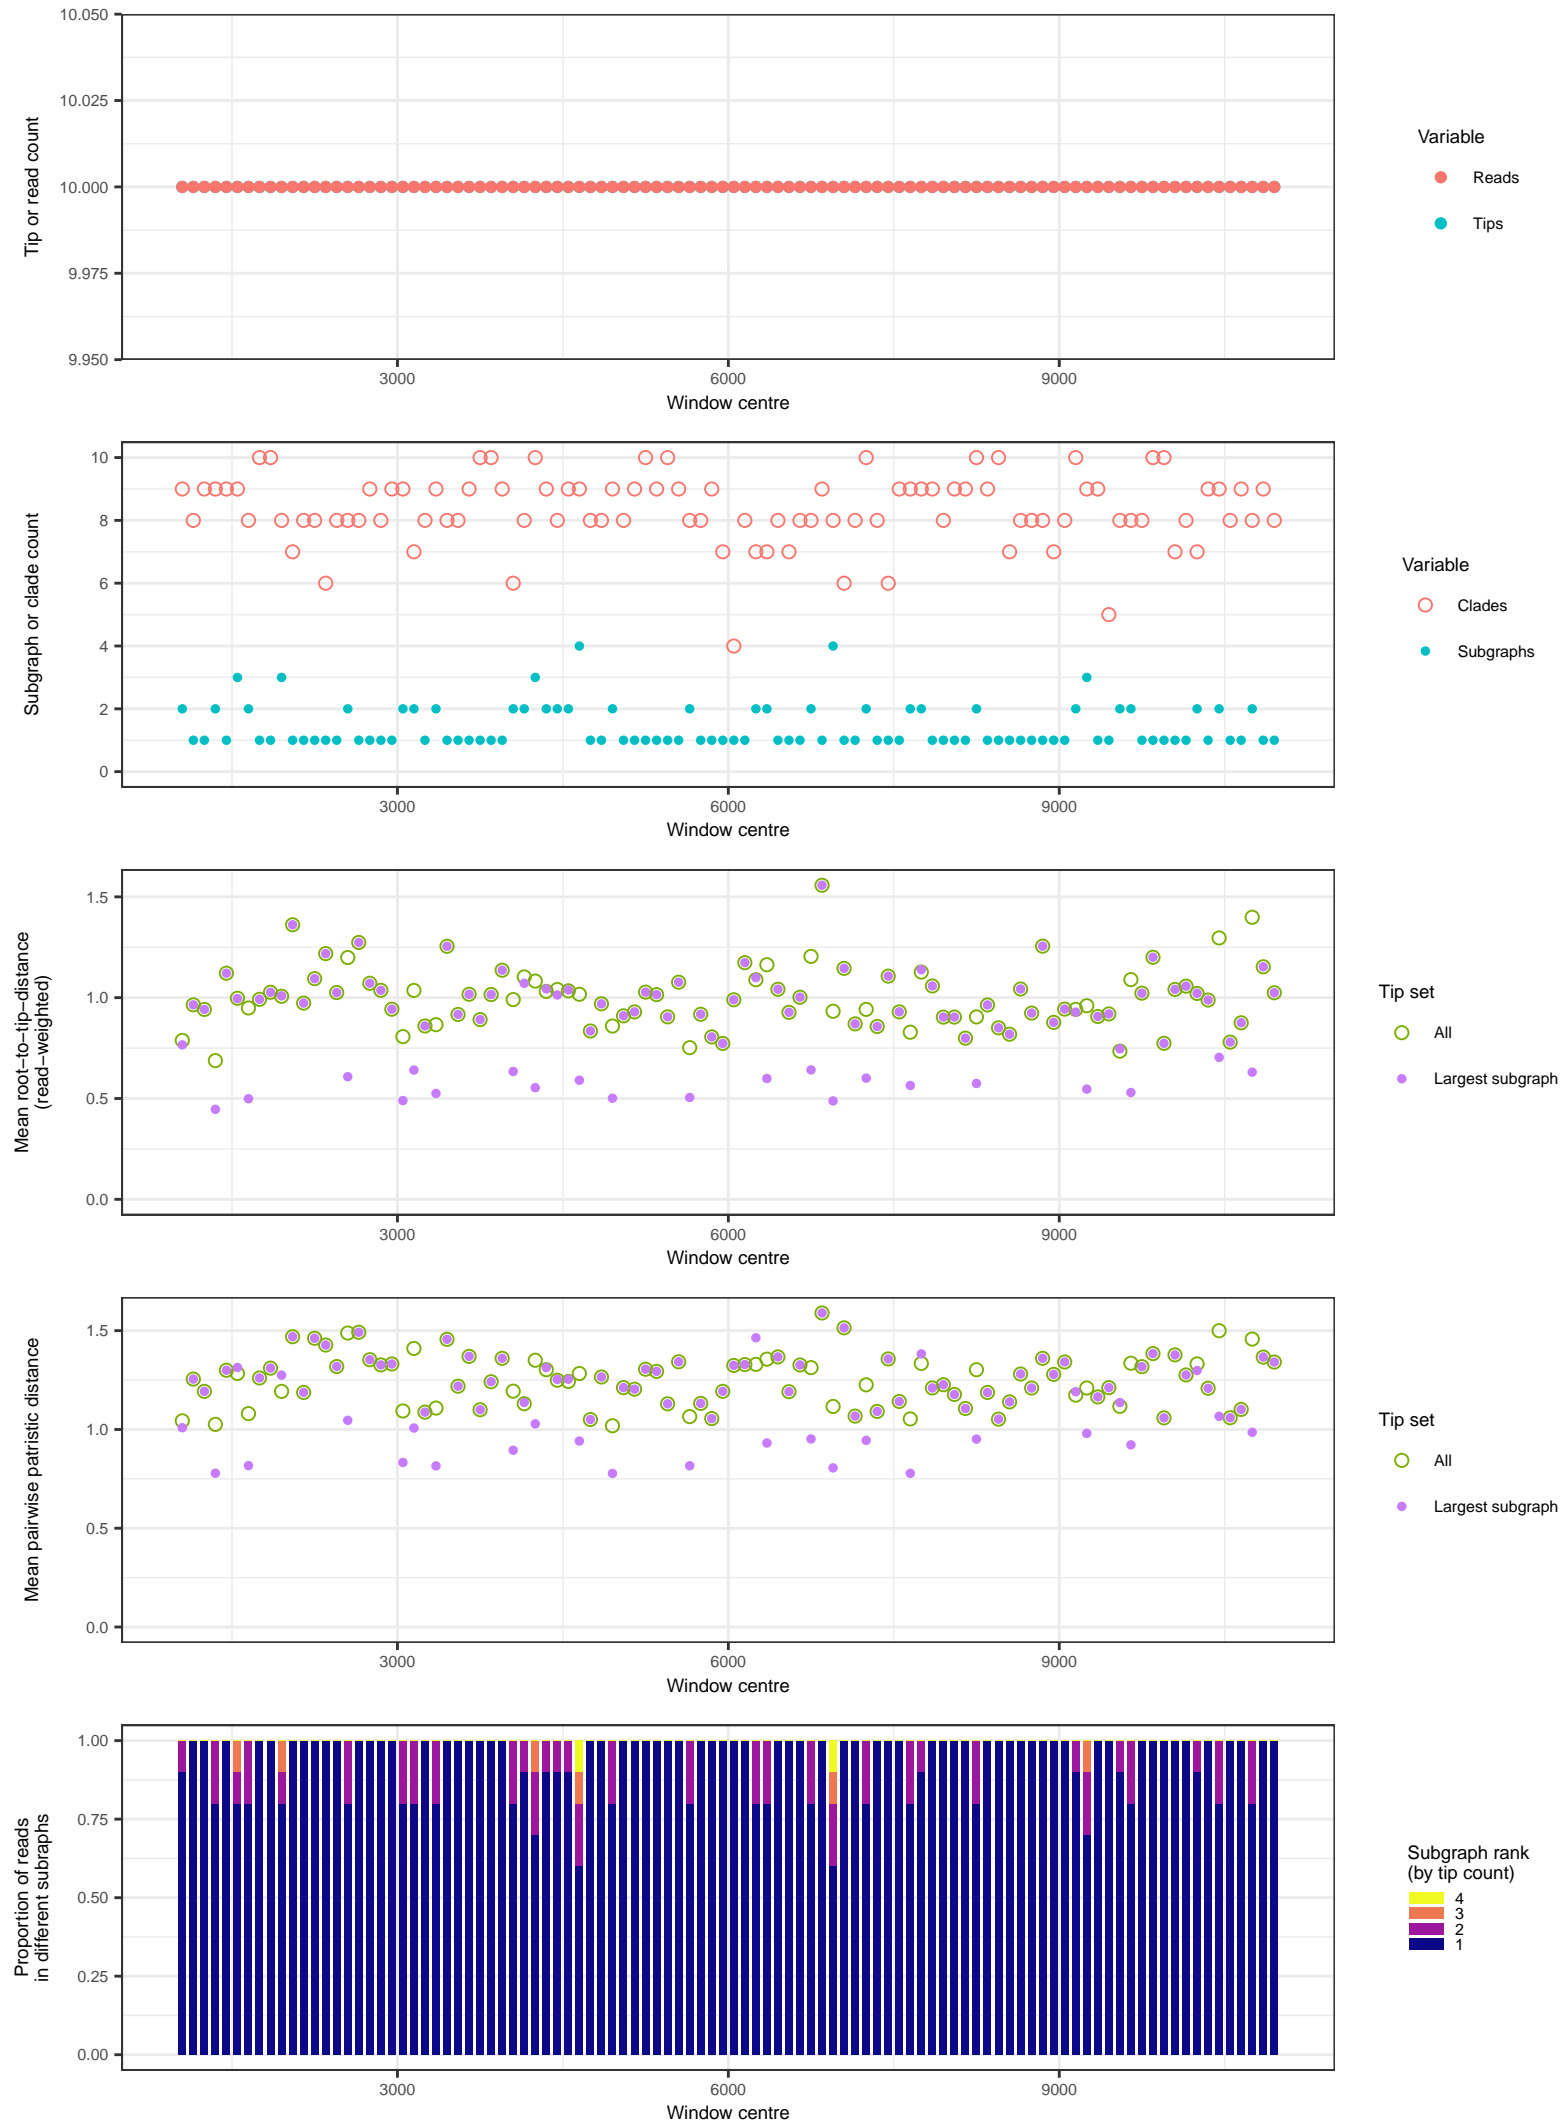 10.050
10.025
10.000
9.975
9.950
Tip or read count
3000 6000 9000
Window centre
Variable
Reads
Tips
10
8
6
4
2
0
Subgraph or clade count
3000 6000 9000
Window centre
Variable
Clades
Subgraphs
1.5
1.0
0.5
0.0
Mean root−to−tip−distance
(read−weighted)
3000 6000 9000
Window centre
Tip set
All
Largest subgraph
1.5
1.0
0.5
0.0
Mean pairwise patristic distance
3000 6000 9000
Window centre
Tip set
All
Largest subgraph
1.00
0.75
0.50
0.25
0.00
Proportion of reads
in different subraphs
3000 6000 9000
Window centre
Subgraph rank
(by tip count)
4
3
2
1